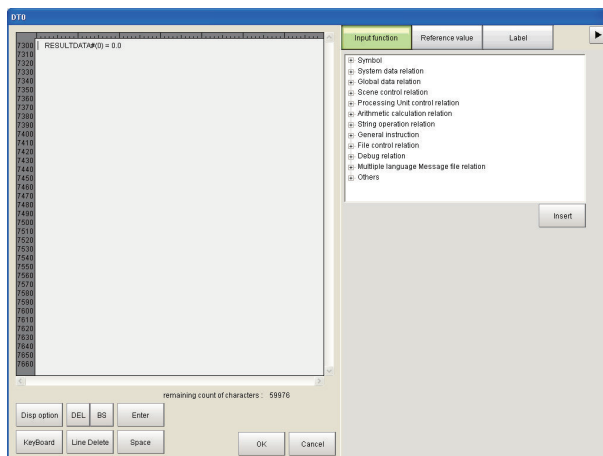 DT0
7300 RESULTDATA#(0) = 0.0
7310
7320
7330
7340
7350
7360
7370
7380
7390
7400
7410
7420
7430
7440
7450
7460
7470
7480
7490
7500
7510
7520
7530
7540
7550
7560
7570
7580
7590
7600
7610
7620
7630
7640
7650
7660
remaining count of characters : 59976
Disp option DEL BS Enter
KeyBoard Line Delete Space OK Cancel
Input function Reference value Label
Symbol
System data relation
Global data relation
Scene control relation
Processing Unit control relation
Arithmetic calculation relation
String operation relation
General instruction
File control relation
Debug relation
Multiple language Message file relation
Others
Insert